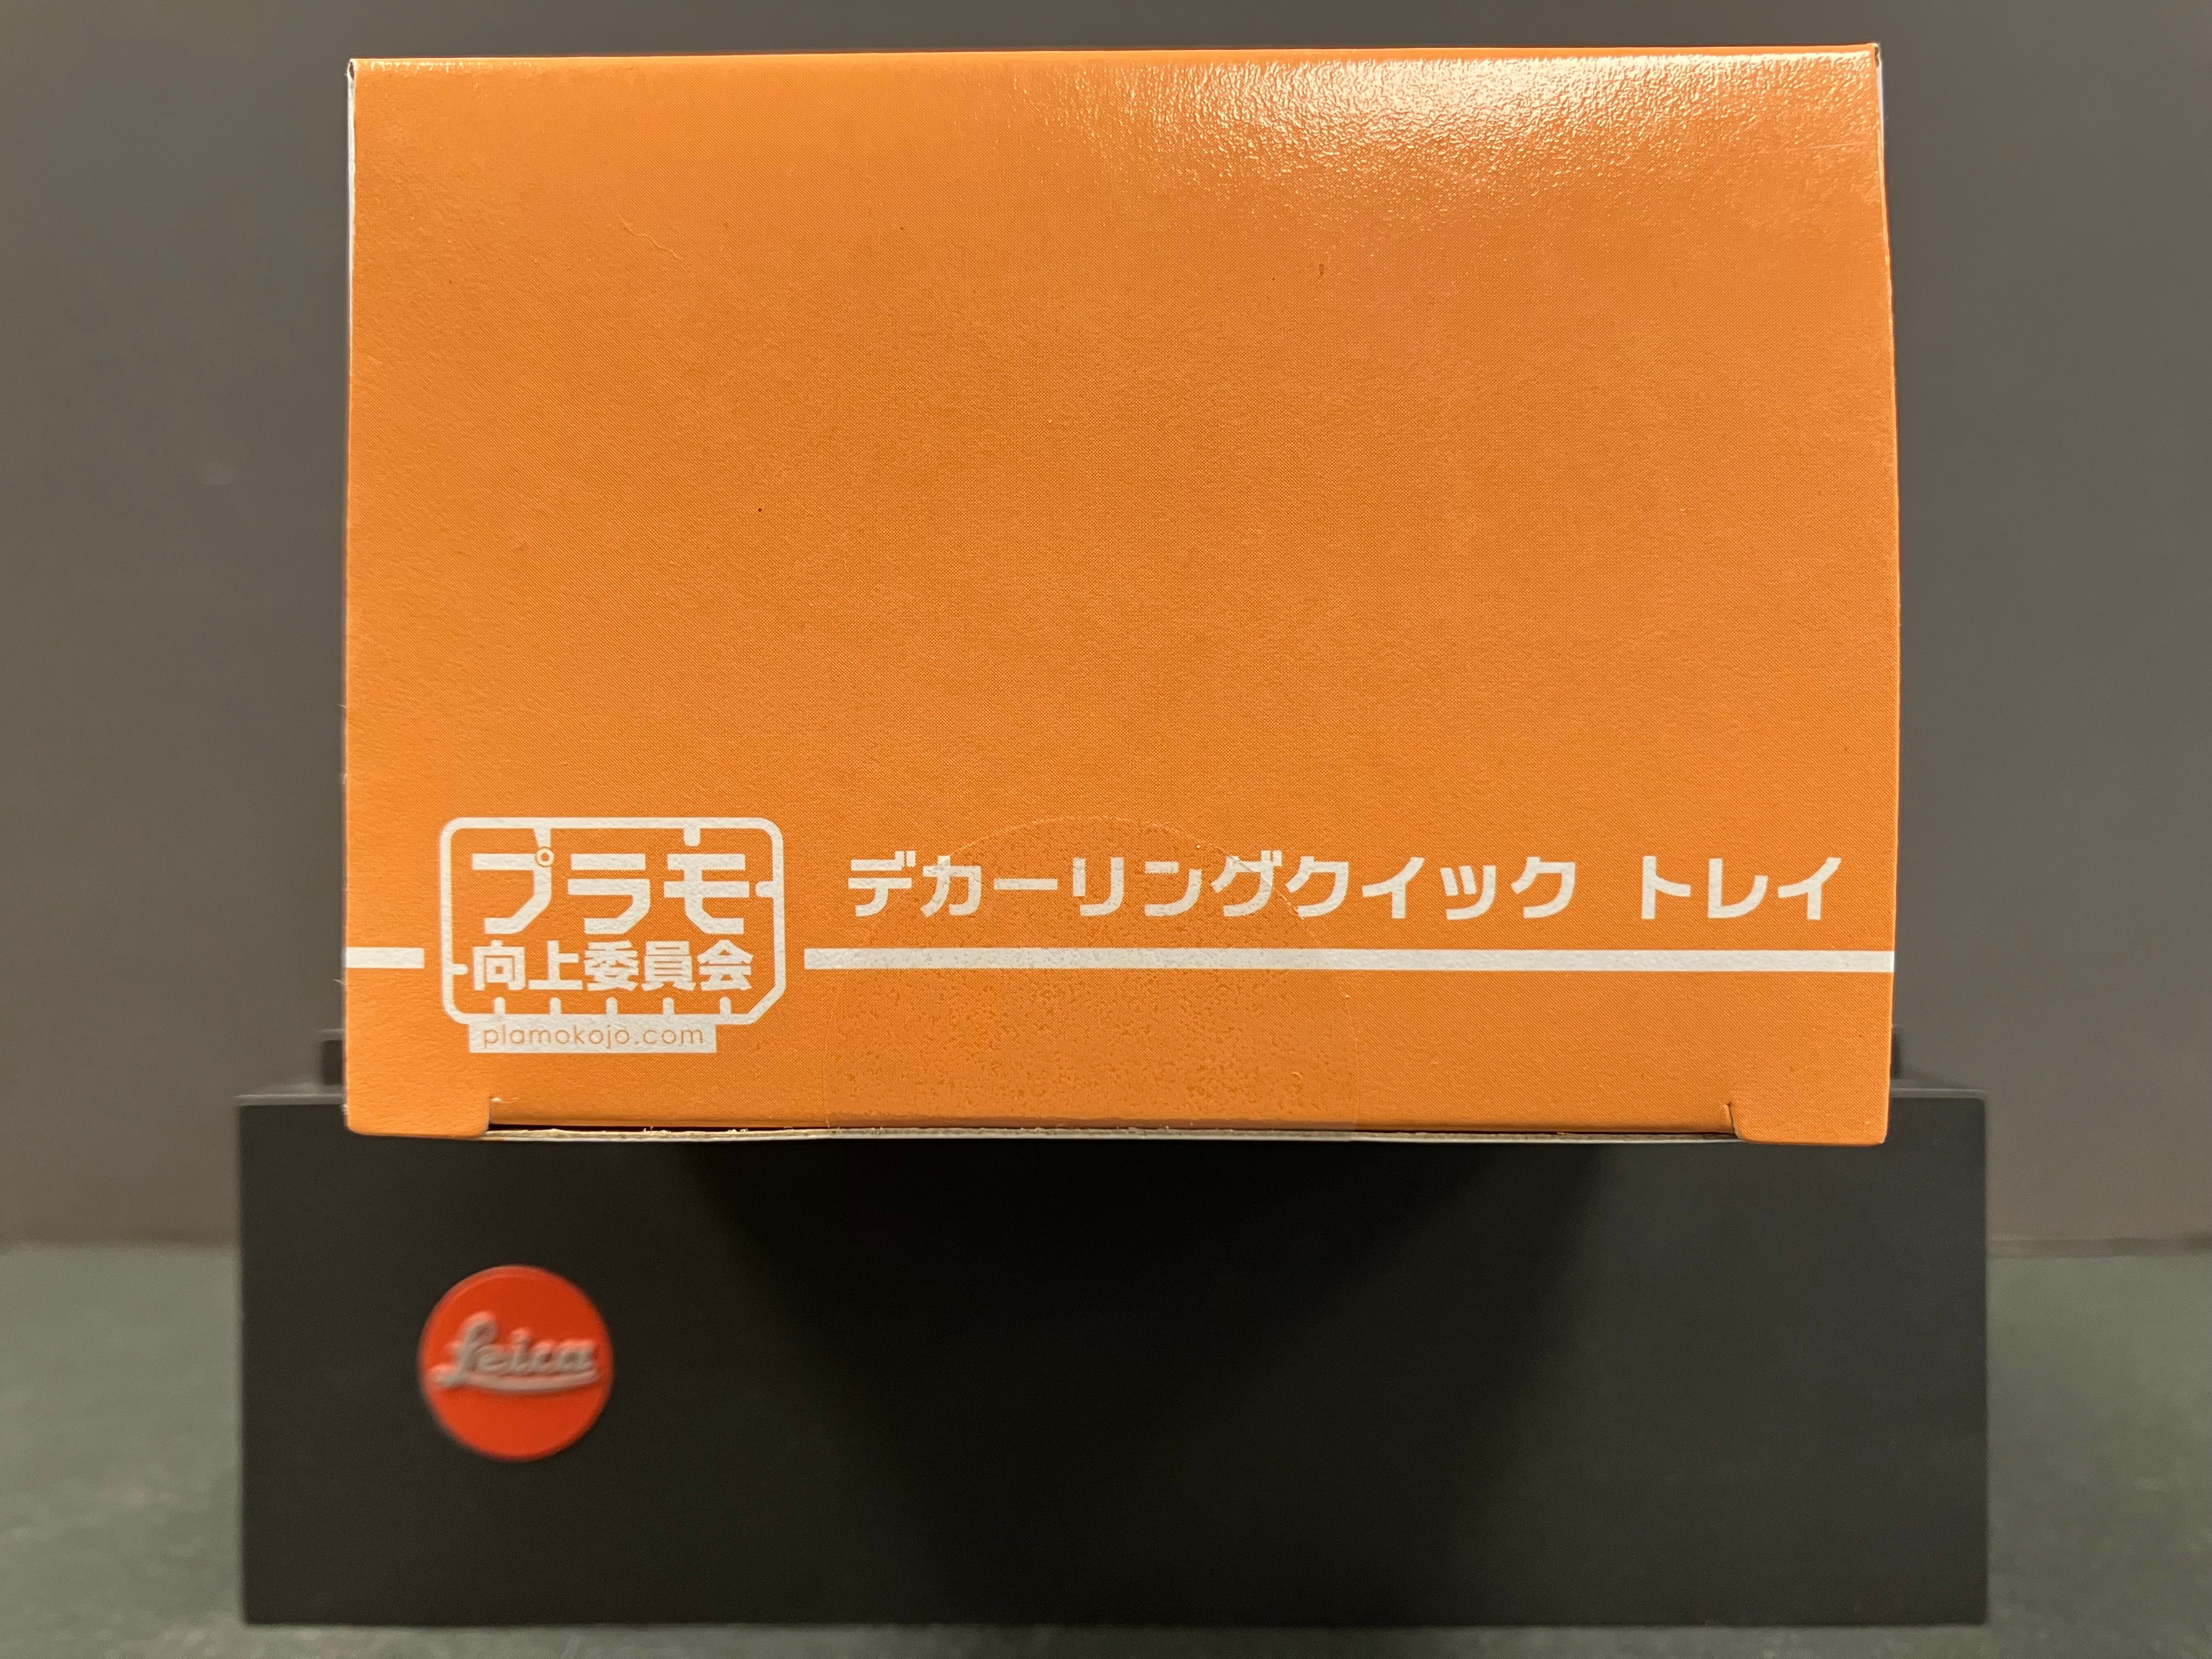 プラモ
向上委員会
plamokojo.com
デカーリングクイック トレイ
Leica